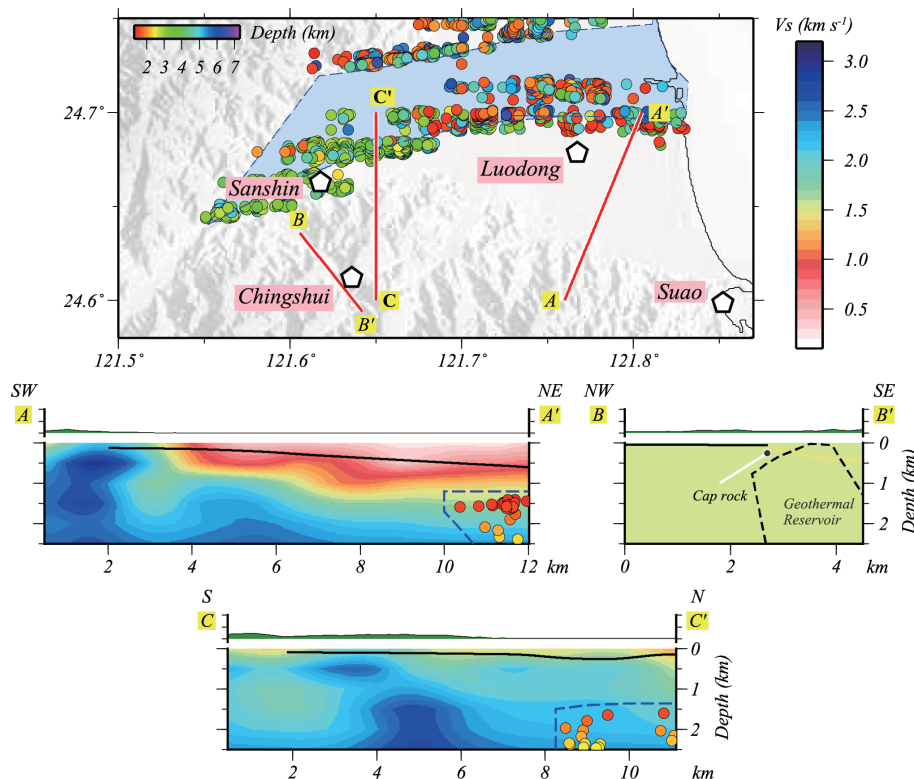 Depth (km)
2 3 4 5 6 7
Vs (km s⁻¹)
3.0
2.5
2.0
1.5
1.0
0.5
24.7
24.6
121.5°
121.6°
121.7°
121.8°
C'
A'
Luodong
Sanshin
B
Chingshui
C
A
B'
Suao
SW
NE
A
A'
2 4 6 8 10 12 km
NW
SE
B
B'
Cap rock
Geothermal
Reservoir
0
1
2
Depth (km)
0 2 4 km
S
N
C
C'
0
1
2
Depth (km)
2 4 6 8 10 km